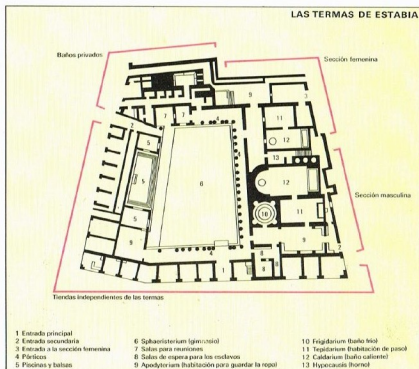 LAS TERMAS DE ESTABIA
Baños privados
Sección femenina
Sección masculina
Tiendas independientes de las termas
1 Entrada principal
2 Entrada secundaria
3 Entrada a la sección femenina
4 Pórticos
5 Piscinas y balsas
6 Sphaeristerium (gimnasio)
7 Salas para reuniones
8 Salas de espera para los esclavos
9 Apodyterium (habitación para guardar la ropa)
10 Frigidarium (baño frío)
11 Tepidarium (habitación de paso)
12 Caldarium (baño caliente)
13 Hypocausis (horno)